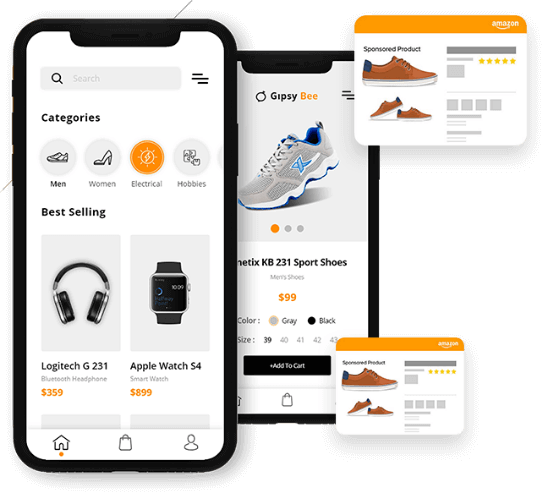 Search
Categories
Men Women Electrical Hobbies
Best Selling
Logitech G 231
Bluetooth Headphone
$359
Apple Watch S4
Smart Watch
$899
Gipsy Bee
netix KB 231 Sport Shoes
Men's Shoes
$99
Color : Gray Black
Size : 39 40 41 42 43
+Add To Cart
amazon
Sponsored Product
amazon
Sponsored Product